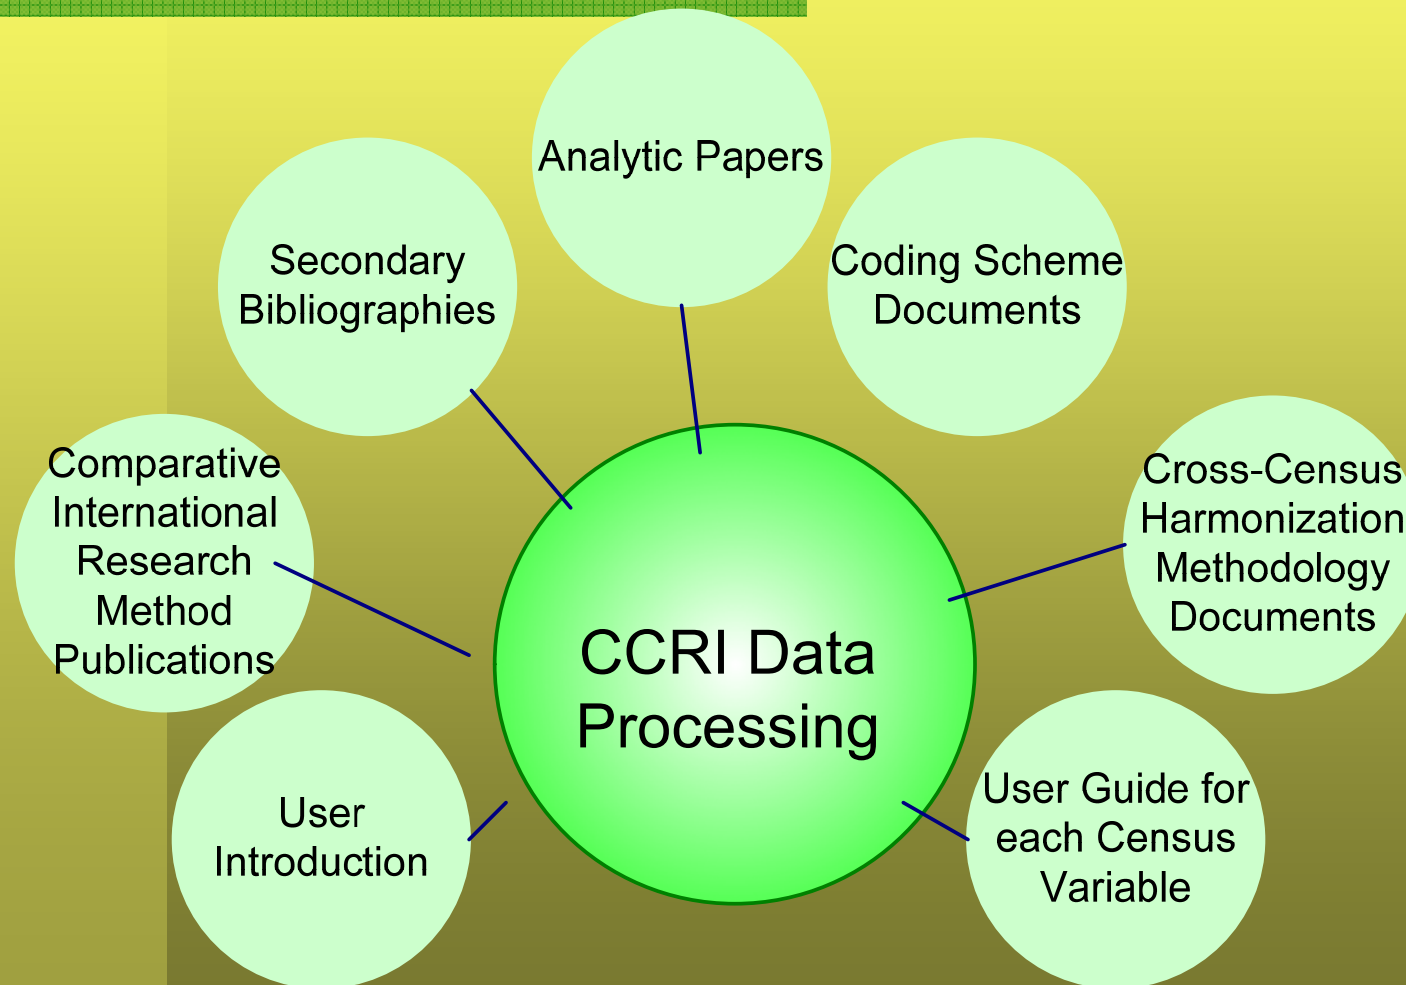 Analytic Papers
Secondary
Bibliographies
Coding Scheme
Documents
Comparative
International
Research
Method
Publications
Cross-Census
Harmonization
Methodology
Documents
CCRI Data
Processing
User
Introduction
User Guide for
each Census
Variable